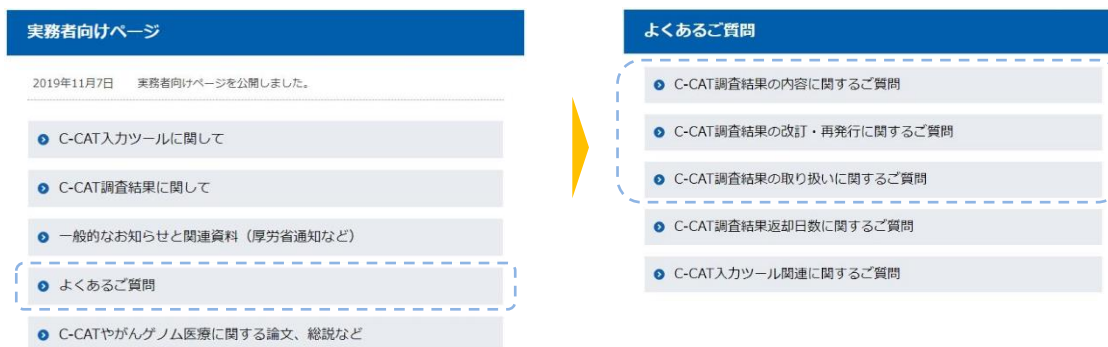 実務者向けページ
2019年11月7日 実務者向けページを公開しました。
C-CAT入力ツールに関して
C-CAT調査結果に関して
一般的なお知らせと関連資料（厚労省通知など）
よくあるご質問
C-CATやがんゲノム医療に関する論文、総説など
よくあるご質問
C-CAT調査結果の内容に関するご質問
C-CAT調査結果の改訂・再発行に関するご質問
C-CAT調査結果の取り扱いに関するご質問
C-CAT調査結果返却日数に関するご質問
C-CAT入力ツール関連に関するご質問